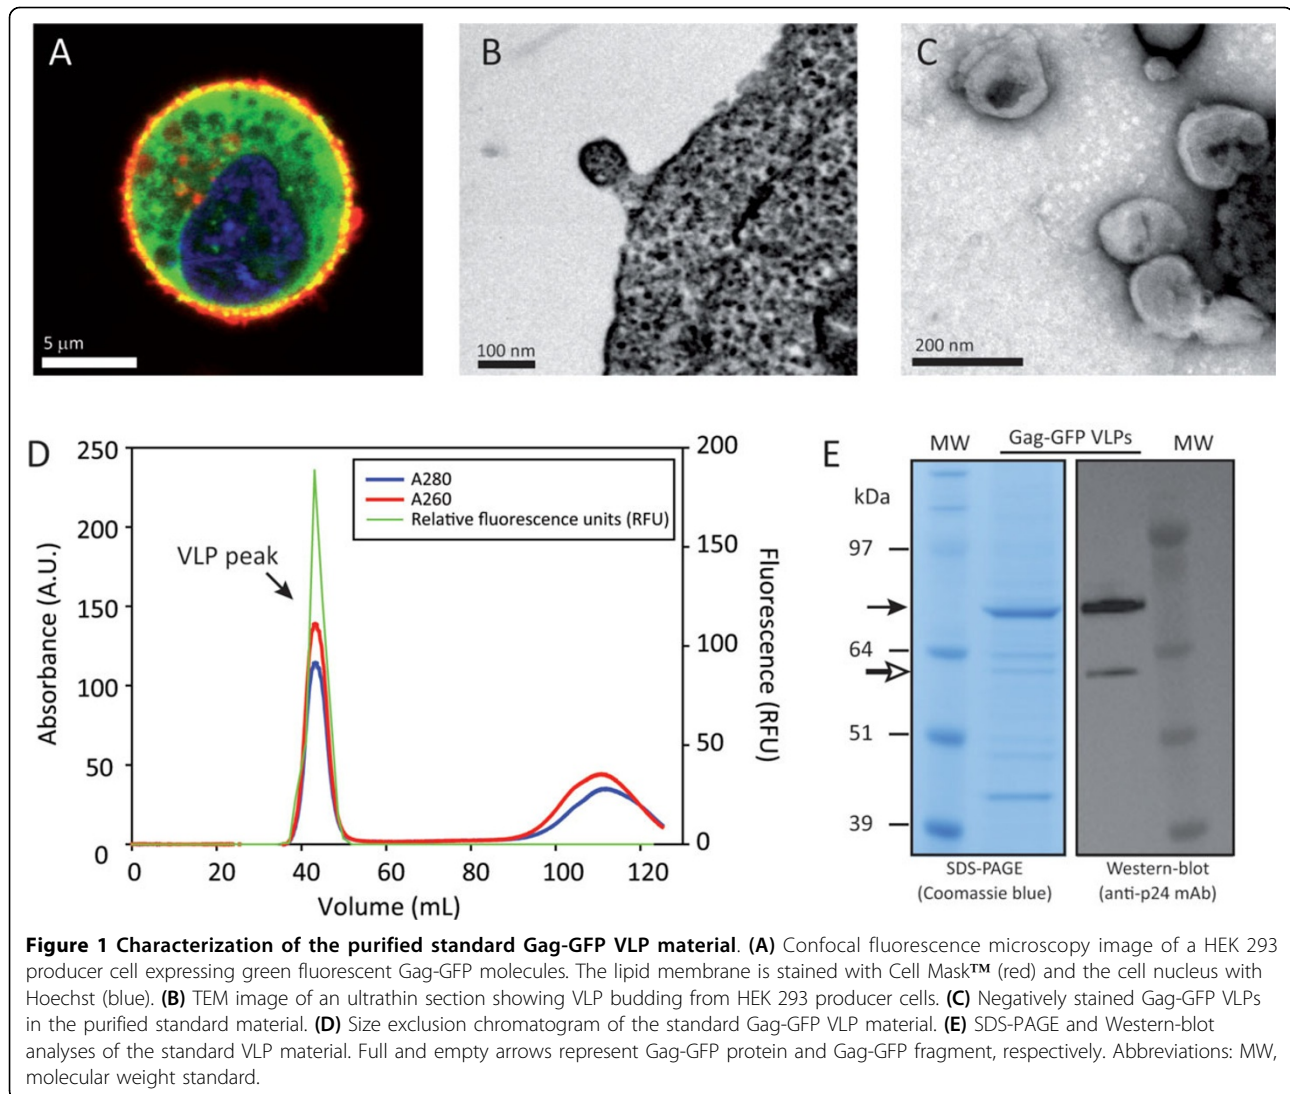 A
5 μm
B
100 nm
C
200 nm
D
250
200
150
100
50
0
Absorbance (A.U.)
VLP peak
A280
A260
Relative fluorescence units (RFU)
200
150
100
50
0
Fluorescence (RFU)
0 20 40 60 80 100 120
Volume (mL)
E
MW Gag-GFP VLPs MW
kDa
97
64
51
39
SDS-PAGE
(Coomassie blue)
Western-blot
(anti-p24 mAb)
Figure 1 Characterization of the purified standard Gag-GFP VLP material. (A) Confocal fluorescence microscopy image of a HEK 293
producer cell expressing green fluorescent Gag-GFP molecules. The lipid membrane is stained with Cell Mask™ (red) and the cell nucleus with
Hoechst (blue). (B) TEM image of an ultrathin section showing VLP budding from HEK 293 producer cells. (C) Negatively stained Gag-GFP VLPs
in the purified standard material. (D) Size exclusion chromatogram of the standard Gag-GFP VLP material. (E) SDS-PAGE and Western-blot
analyses of the standard VLP material. Full and empty arrows represent Gag-GFP protein and Gag-GFP fragment, respectively. Abbreviations: MW,
molecular weight standard.